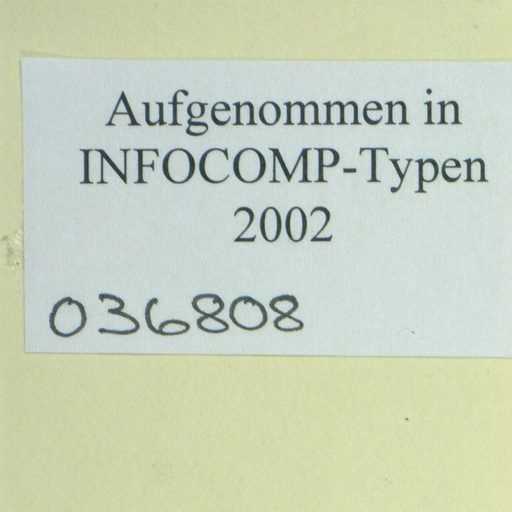 Aufgenommen in
INFOCOMP-Typen
2002
036808